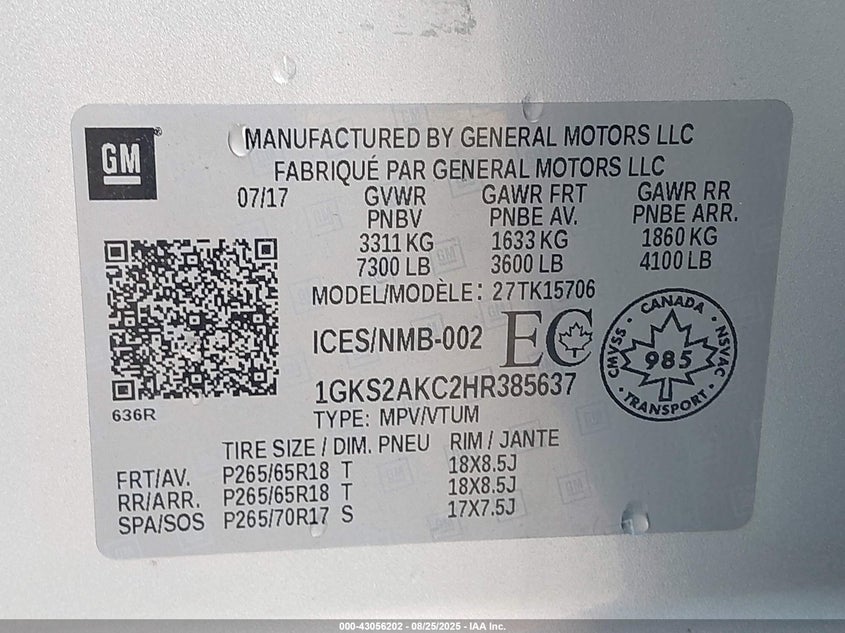 GM
MANUFACTURED BY GENERAL MOTORS LLC
FABRIQUÉ PAR GENERAL MOTORS LLC
07/17 GVWR GAWR FRT GAWR RR
PNBV PNBE AV. PNBE ARR.
3311 KG 1633 KG 1860 KG
7300 LB 3600 LB 4100 LB
MODEL/MODÈLE: 27TK15706
ICES/NMB-002 EC
CANADA
CMVSS 985 NSVAC
TRANSPORT
1GKS2AKC2HR385637
636R
TYPE: MPV/VTUM
TIRE SIZE / DIM. PNEU RIM / JANTE
FRT/AV. P265/65R18 T 18X8.5J
RR/ARR. P265/65R18 T 18X8.5J
SPA/SOS P265/70R17 S 17X7.5J
000-43056202 - 08/25/2025 - IAA Inc.